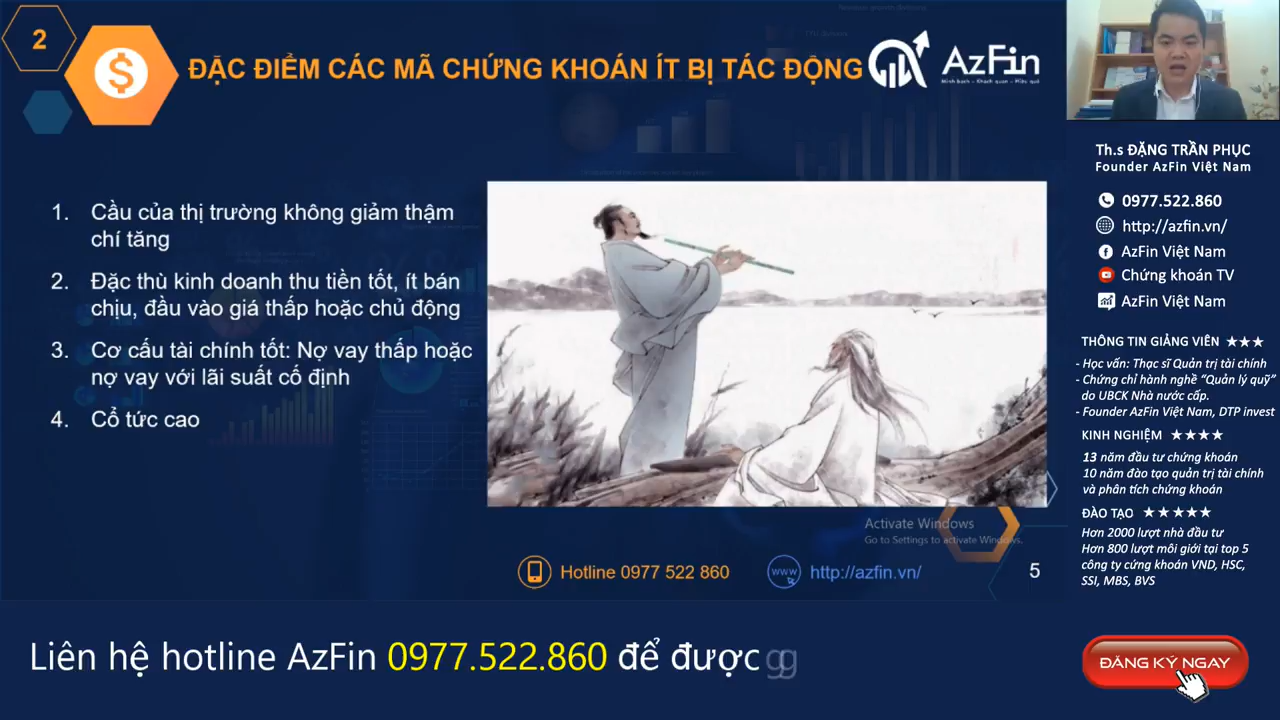 2
ĐẶC ĐIỂM CÁC MÃ CHỨNG KHOÁN ÍT BỊ TÁC ĐỘNG
AzFin
Minh bạch - Khách quan - Hiệu quả
1. Cầu của thị trường không giảm thậm
chí tăng
2. Đặc thù kinh doanh thu tiền tốt, ít bán
chịu, đầu vào giá thấp hoặc chủ động
3. Cơ cấu tài chính tốt: Nợ vay thấp hoặc
nợ vay với lãi suất cố định
4. Cổ tức cao
Activate Windows
Go to Settings to activate Windows.
Hotline 0977 522 860
www
http://azfin.vn/
5
Th.s ĐẶNG TRẦN PHỤC
Founder AzFin Việt Nam
0977.522.860
http://azfin.vn/
AzFin Việt Nam
Chứng khoán TV
AzFin Việt Nam
THÔNG TIN GIẢNG VIÊN ★★★
- Học vấn: Thạc sĩ Quản trị tài chính
- Chứng chỉ hành nghề “Quản lý quỹ”
do UBCK Nhà nước cấp.
- Founder AzFin Việt Nam, DTP invest
KINH NGHIỆM ★★★★
13 năm đầu tư chứng khoán
10 năm đào tạo quản trị tài chính
và phân tích chứng khoán
ĐÀO TẠO ★★★★★
Hơn 2000 lượt nhà đầu tư
Hơn 800 lượt môi giới tại top 5
công ty cứng khoán VND, HSC,
SSI, MBS, BVS
Liên hệ hotline AzFin 0977.522.860 để được
ĐĂNG KÝ NGAY